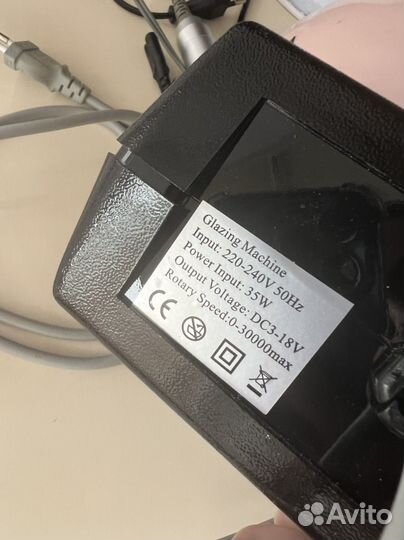 Glazing Machine
Input: 220-240V 50Hz
Power Input: 35W
Output Voltage: DC3-18V
Rotary Speed:0-30000max
CE
Avito